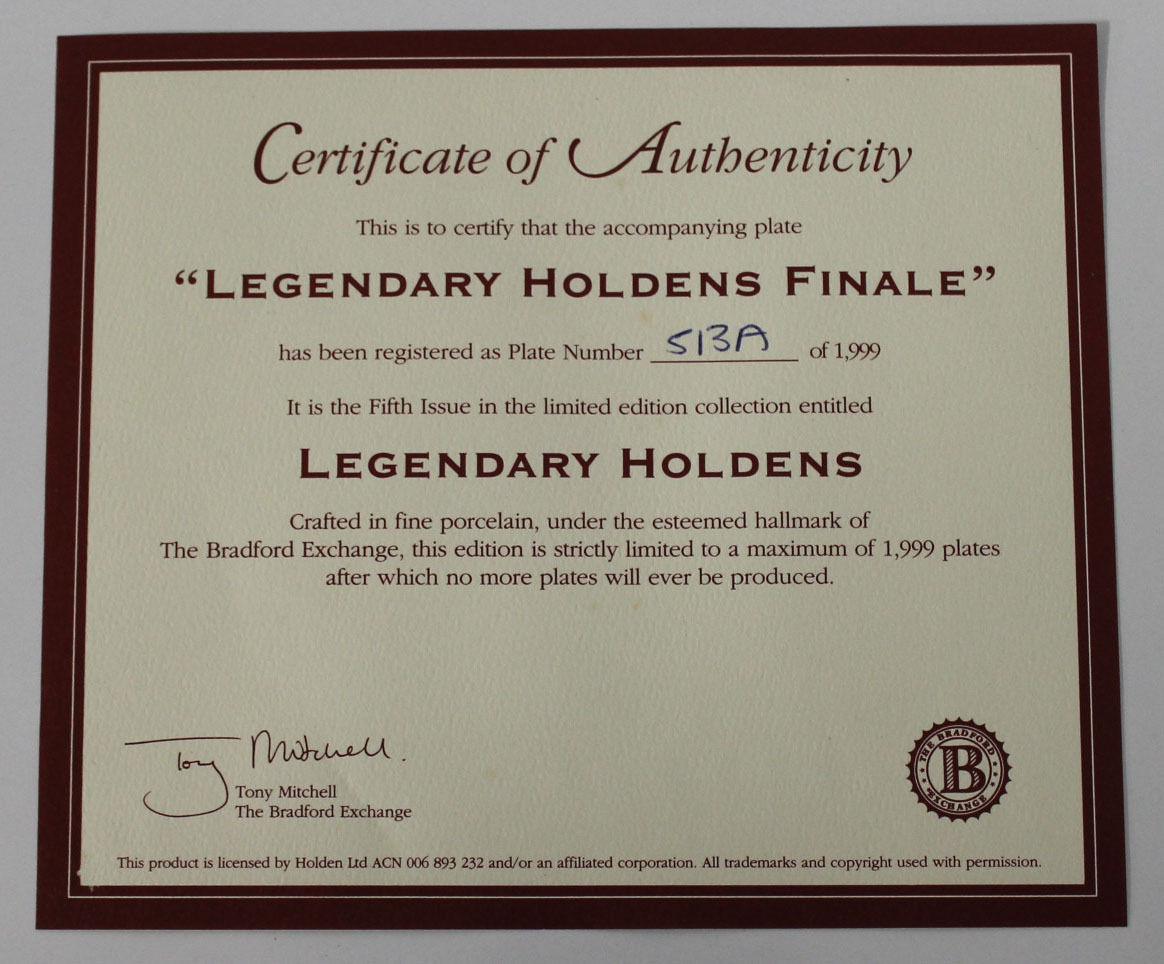 Certificate of Authenticity
This is to certify that the accompanying plate
“LEGENDARY HOLDENS FINALE”
has been registered as Plate Number 513A of 1,999
It is the Fifth Issue in the limited edition collection entitled
LEGENDARY HOLDENS
Crafted in fine porcelain, under the esteemed hallmark of
The Bradford Exchange, this edition is strictly limited to a maximum of 1,999 plates
after which no more plates will ever be produced.
Tony Mitchell.
Tony Mitchell
The Bradford Exchange
THE BRADFORD
B
EXCHANGE
This product is licensed by Holden Ltd ACN 006 893 232 and/or an affiliated corporation. All trademarks and copyright used with permission.